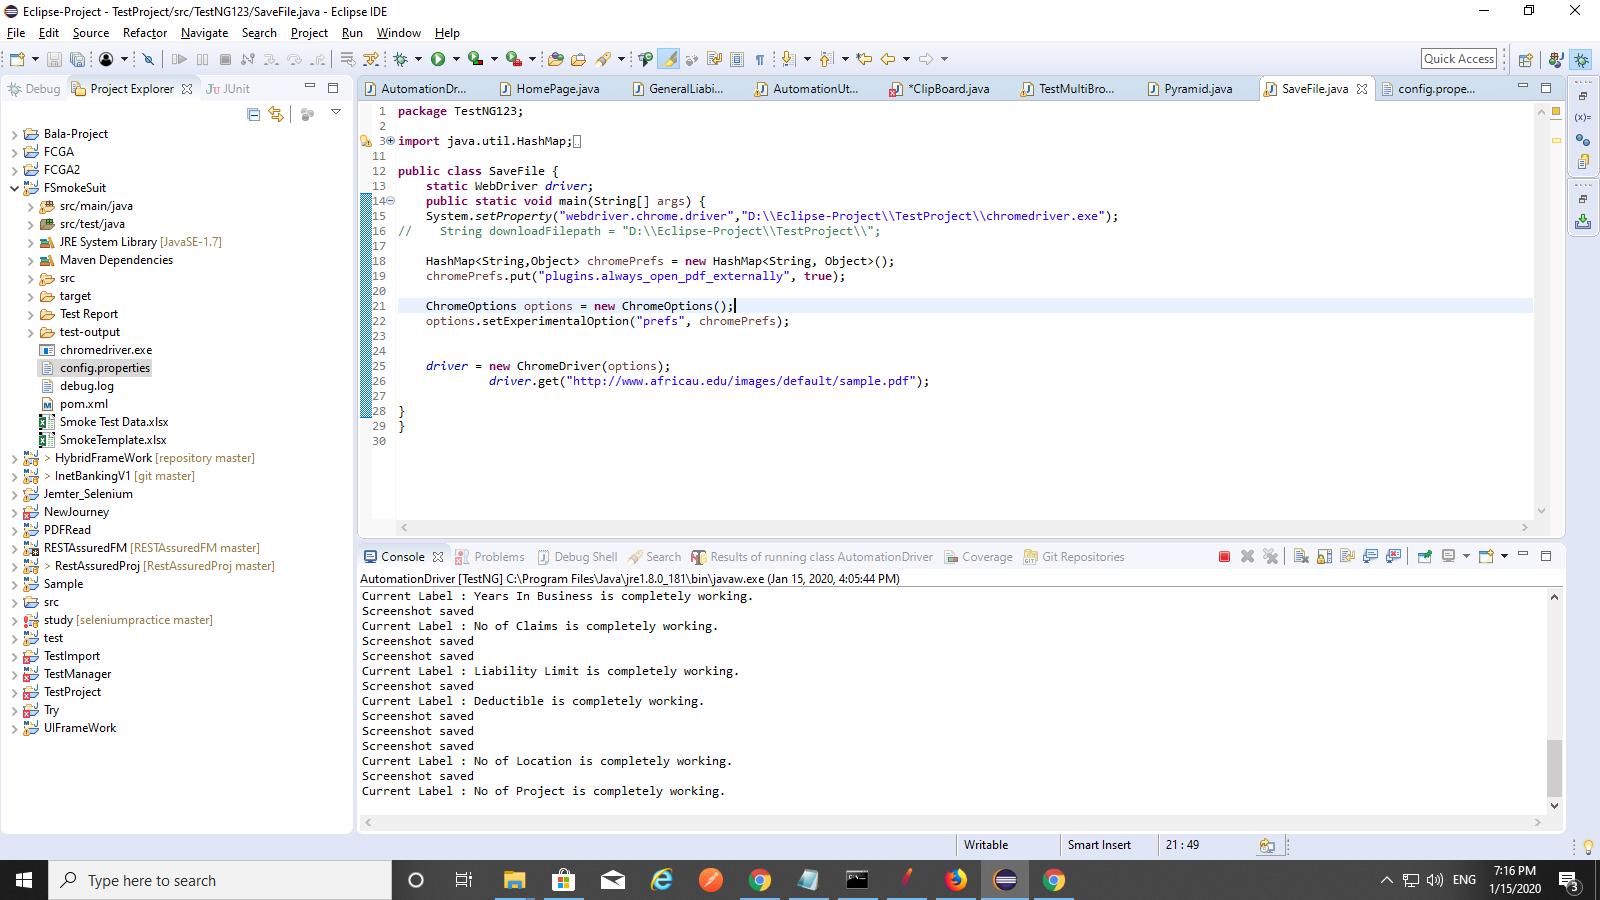 Eclipse-Project - TestProject/src/TestNG123/SaveFile.java - Eclipse IDE
File Edit Source Refactor Navigate Search Project Run Window Help
Quick Access
Debug Project Explorer JUnit
Bala-Project
FCGA
FCGA2
FSmokeSuit
src/main/java
src/test/java
JRE System Library [JavaSE-1.7]
Maven Dependencies
src
target
Test Report
test-output
chromedriver.exe
config.properties
debug.log
pom.xml
Smoke Test Data.xlsx
SmokeTemplate.xlsx
> HybridFrameWork [repository master]
> InetBankingV1 [git master]
Jemter_Selenium
NewJourney
PDFRead
RESTAssuredFM [RESTAssuredFM master]
> RestAssuredProj [RestAssuredProj master]
Sample
src
study [seleniumpractice master]
test
TestImport
TestManager
TestProject
Try
UIFrameWork
AutomationDr... HomePage.java GeneralLiabi... AutomationUt... *ClipBoard.java TestMultiBro... Pyramid.java SaveFile.java config.prope...
1 package TestNG123;
2
3 import java.util.HashMap;
11
12 public class SaveFile {
13 static WebDriver driver;
14 public static void main(String[] args) {
15 System.setProperty("webdriver.chrome.driver","D:\\Eclipse-Project\\TestProject\\chromedriver.exe");
16 // String downloadFilepath = "D:\\Eclipse-Project\\TestProject\\";
17
18 HashMap<String,Object> chromePrefs = new HashMap<String, Object>();
19 chromePrefs.put("plugins.always_open_pdf_externally", true);
20
21 ChromeOptions options = new ChromeOptions();
22 options.setExperimentalOption("prefs", chromePrefs);
23
24
25 driver = new ChromeDriver(options);
26 driver.get("http://www.africau.edu/images/default/sample.pdf");
27
28 }
29 }
30
Console Problems Debug Shell Search Results of running class AutomationDriver Coverage Git Repositories
AutomationDriver [TestNG] C:\Program Files\Java\jre1.8.0_181\bin\javaw.exe (Jan 15, 2020, 4:05:44 PM)
Current Label : Years In Business is completely working.
Screenshot saved
Current Label : No of Claims is completely working.
Screenshot saved
Screenshot saved
Current Label : Liability Limit is completely working.
Screenshot saved
Current Label : Deductible is completely working.
Screenshot saved
Screenshot saved
Screenshot saved
Current Label : No of Location is completely working.
Screenshot saved
Current Label : No of Project is completely working.
Writable Smart Insert 21 : 49
Type here to search
ENG
7:16 PM
1/15/2020
3